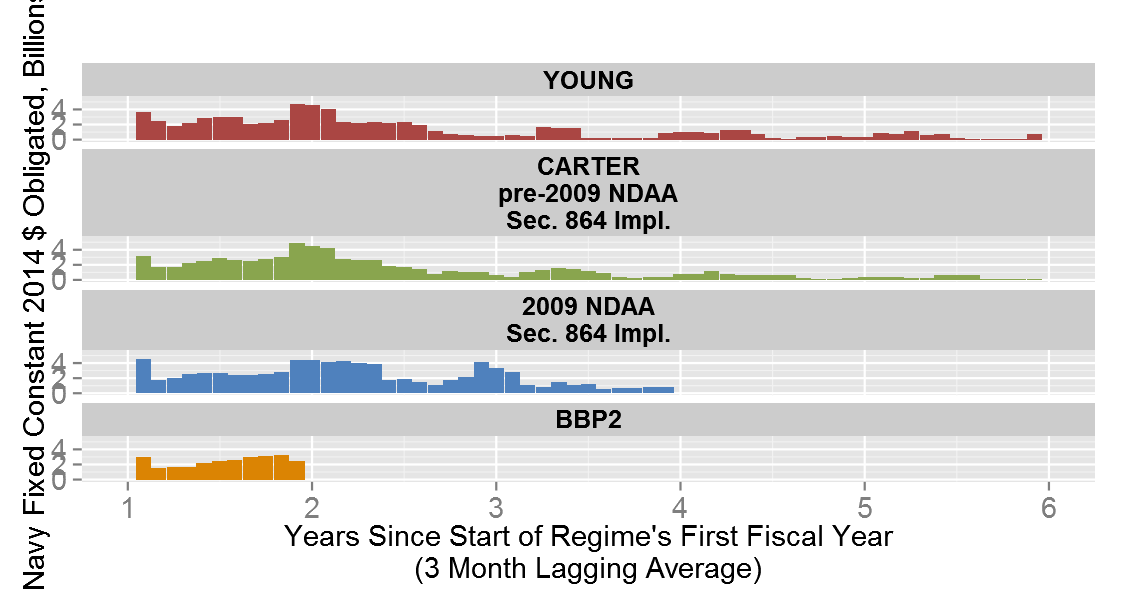 Navy Fixed Constant 2014 $ Obligated, Billions
YOUNG
4
2
0
CARTER
pre-2009 NDAA
Sec. 864 Impl.
4
2
0
2009 NDAA
Sec. 864 Impl.
4
2
0
BBP2
4
2
0
1 2 3 4 5 6
Years Since Start of Regime's First Fiscal Year
(3 Month Lagging Average)